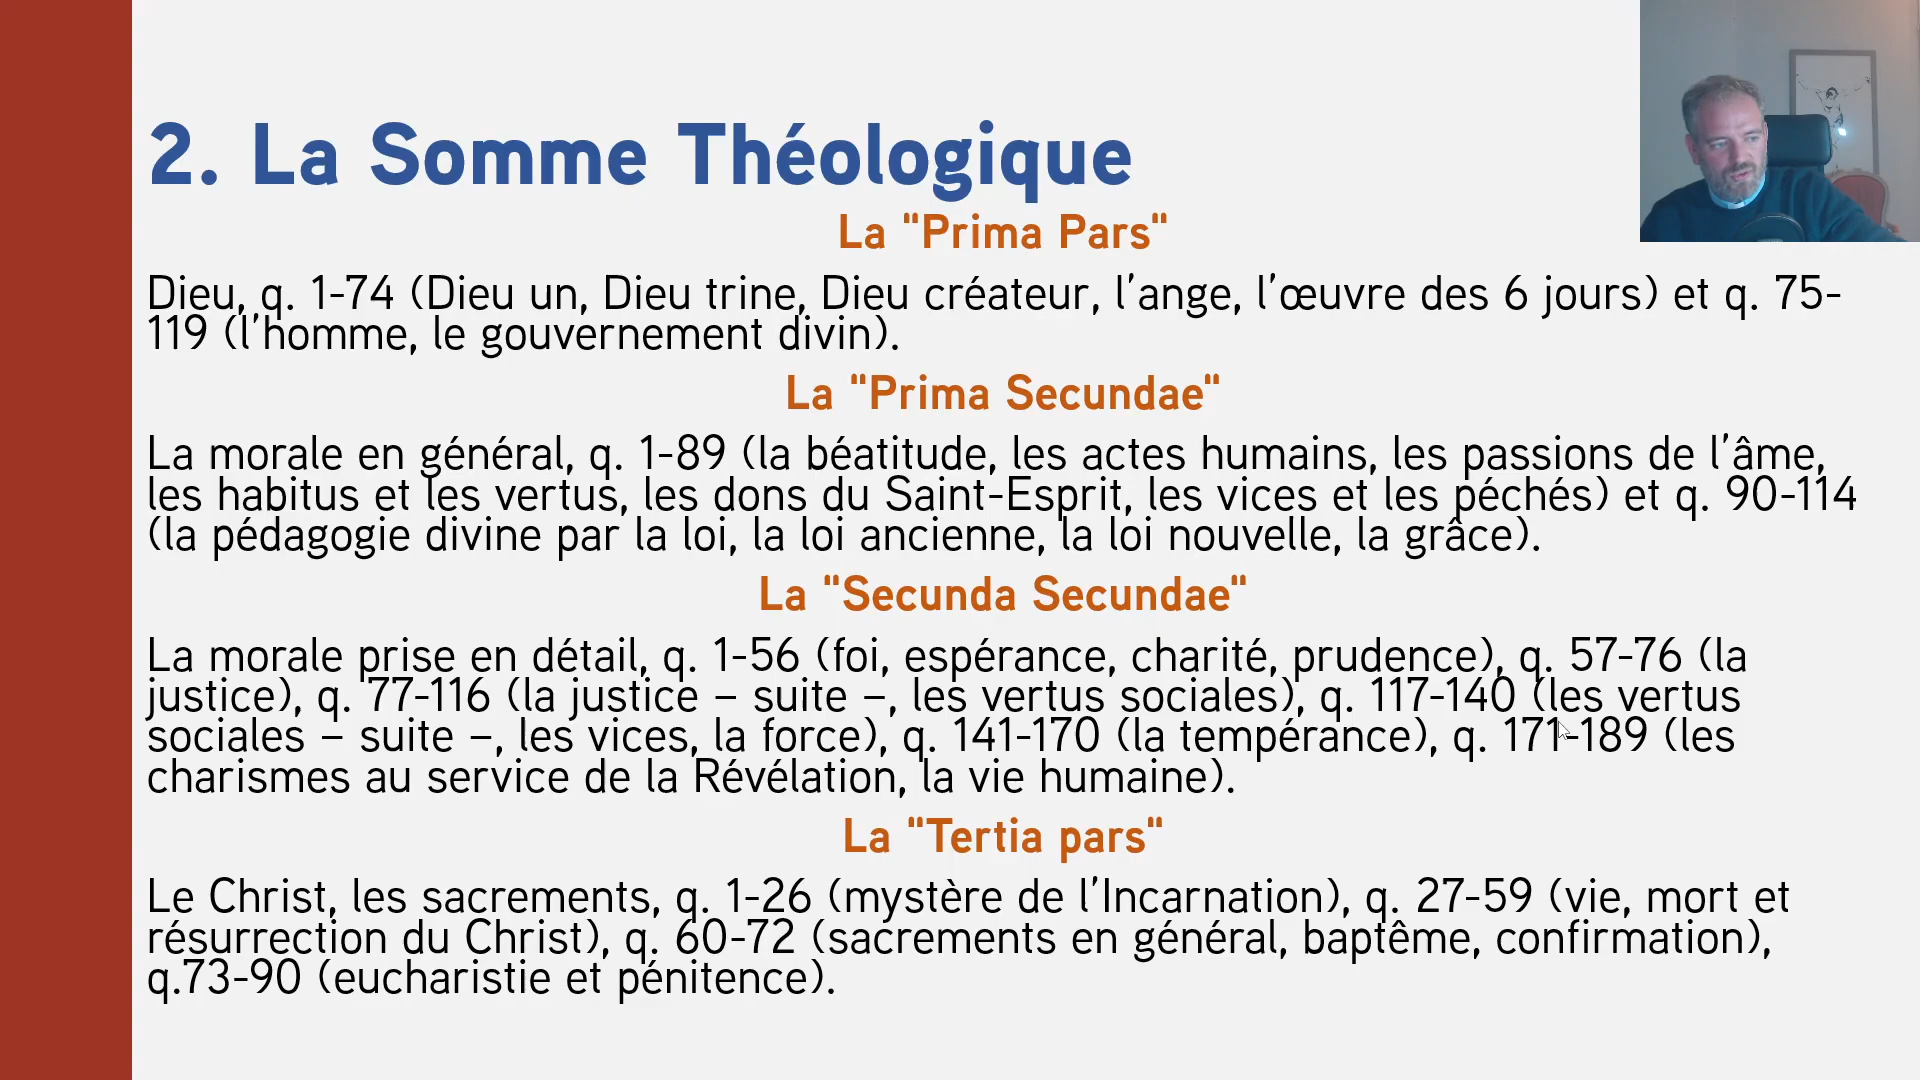 2. La Somme Théologique
La "Prima Pars"
Dieu, q. 1-74 (Dieu un, Dieu trine, Dieu créateur, l’ange, l’œuvre des 6 jours) et q. 75-
119 (l’homme, le gouvernement divin).
La "Prima Secundae"
La morale en général, q. 1-89 (la béatitude, les actes humains, les passions de l’âme,
les habitus et les vertus, les dons du Saint-Esprit, les vices et les péchés) et q. 90-114
(la pédagogie divine par la loi, la loi ancienne, la loi nouvelle, la grâce).
La "Secunda Secundae"
La morale prise en détail, q. 1-56 (foi, espérance, charité, prudence), q. 57-76 (la
justice), q. 77-116 (la justice – suite –, les vertus sociales), q. 117-140 (les vertus
sociales – suite –, les vices, la force), q. 141-170 (la tempérance), q. 171-189 (les
charismes au service de la Révélation, la vie humaine).
La "Tertia pars"
Le Christ, les sacrements, q. 1-26 (mystère de l’Incarnation), q. 27-59 (vie, mort et
résurrection du Christ), q. 60-72 (sacrements en général, baptême, confirmation),
q.73-90 (eucharistie et pénitence).